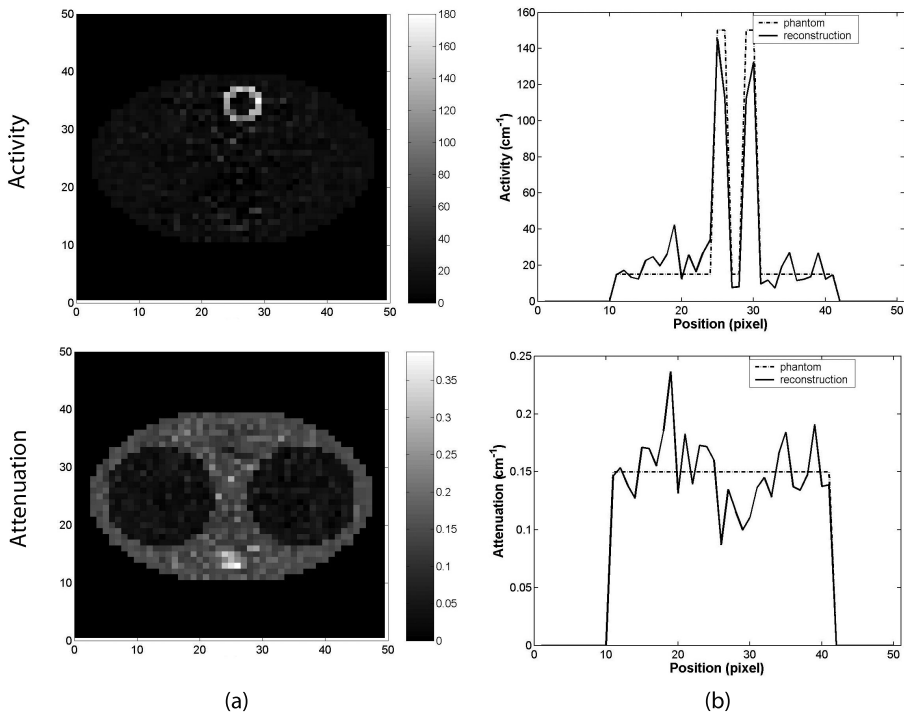 Activity
50
40
30
20
10
0
0 10 20 30 40 50
180
160
140
120
100
80
60
40
20
0
Activity (cm⁻¹)
160
140
120
100
80
60
40
20
0
0 10 20 30 40 50
Position (pixel)
phantom
reconstruction
Attenuation
50
40
30
20
10
0
0 10 20 30 40 50
0.35
0.3
0.25
0.2
0.15
0.1
0.05
0
Attenuation (cm⁻¹)
0.25
0.2
0.15
0.1
0.05
0
0 10 20 30 40 50
Position (pixel)
phantom
reconstruction
(a)
(b)